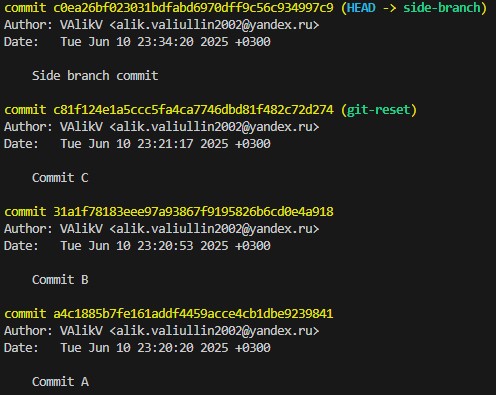 commit c0ea26bf023031bdfabd6970dff9c56c934997c9 (HEAD -> side-branch)
Author: VAlikV <alik.valiullin2002@yandex.ru>
Date:   Tue Jun 10 23:34:20 2025 +0300
Side branch commit
commit c81f124e1a5ccc5fa4ca7746dbd81f482c72d274 (git-reset)
Author: VAlikV <alik.valiullin2002@yandex.ru>
Date:   Tue Jun 10 23:21:17 2025 +0300
Commit C
commit 31a1f78183eee97a93867f9195826b6cd0e4a918
Author: VAlikV <alik.valiullin2002@yandex.ru>
Date:   Tue Jun 10 23:20:53 2025 +0300
Commit B
commit a4c1885b7fe161addf4459acce4cb1dbe9239841
Author: VAlikV <alik.valiullin2002@yandex.ru>
Date:   Tue Jun 10 23:20:20 2025 +0300
Commit A